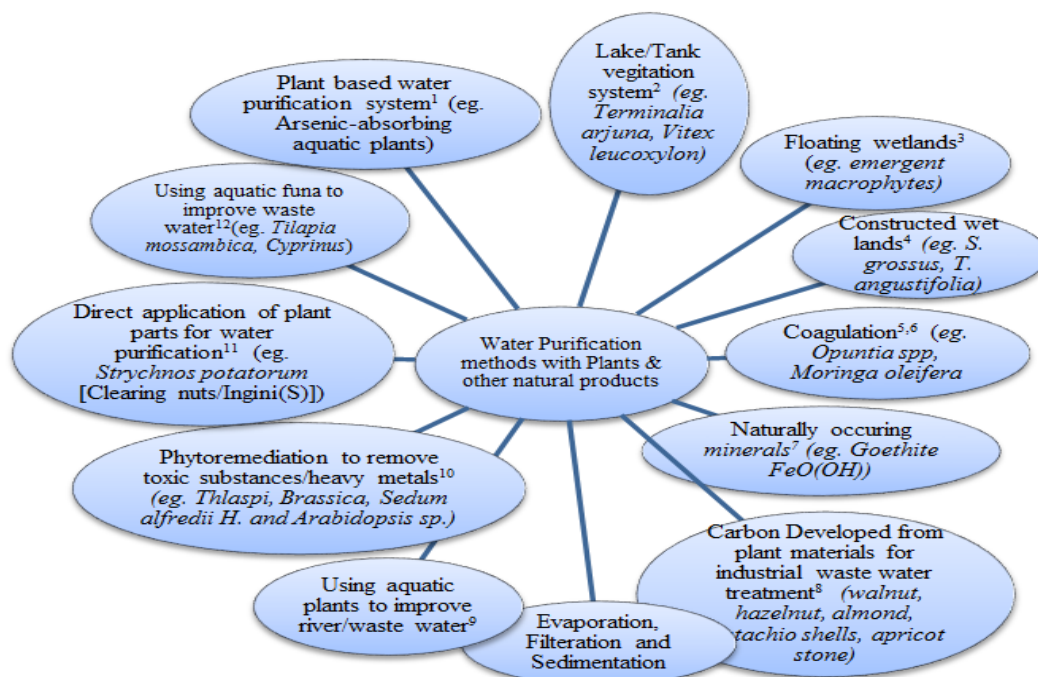 Plant based water
purification system¹ (eg.
Arsenic-absorbing
aquatic plants)
Lake/Tank
vegitation
system² (eg.
Terminalia
arjuna, Vitex
leucoxylon)
Floating wetlands³
(eg. emergent
macrophytes)
Constructed wet
lands⁴ (eg. S.
grossus, T.
angustifolia)
Coagulation⁵,⁶ (eg.
Opuntia spp,
Moringa oleifera
Naturally occuring
minerals⁷ (eg. Goethite
FeO(OH))
Carbon Developed from
plant materials for
industrial waste water
treatment⁸ (walnut,
hazelnut, almond,
tachio shells, apricot
stone)
Evaporation,
Filteration and
Sedimentation
Using aquatic
plants to improve
river/waste water⁹
Phytoremediation to remove
toxic substances/heavy metals¹⁰
(eg. Thlaspi, Brassica, Sedum
alfredii H. and Arabidopsis sp.)
Direct application of plant
parts for water
purification¹¹ (eg.
Strychnos potatorum
[Clearing nuts/Ingini(S)])
Using aquatic funa to
improve waste
water¹²(eg. Tilapia
mossambica, Cyprinus)
Water Purification
methods with Plants &
other natural products